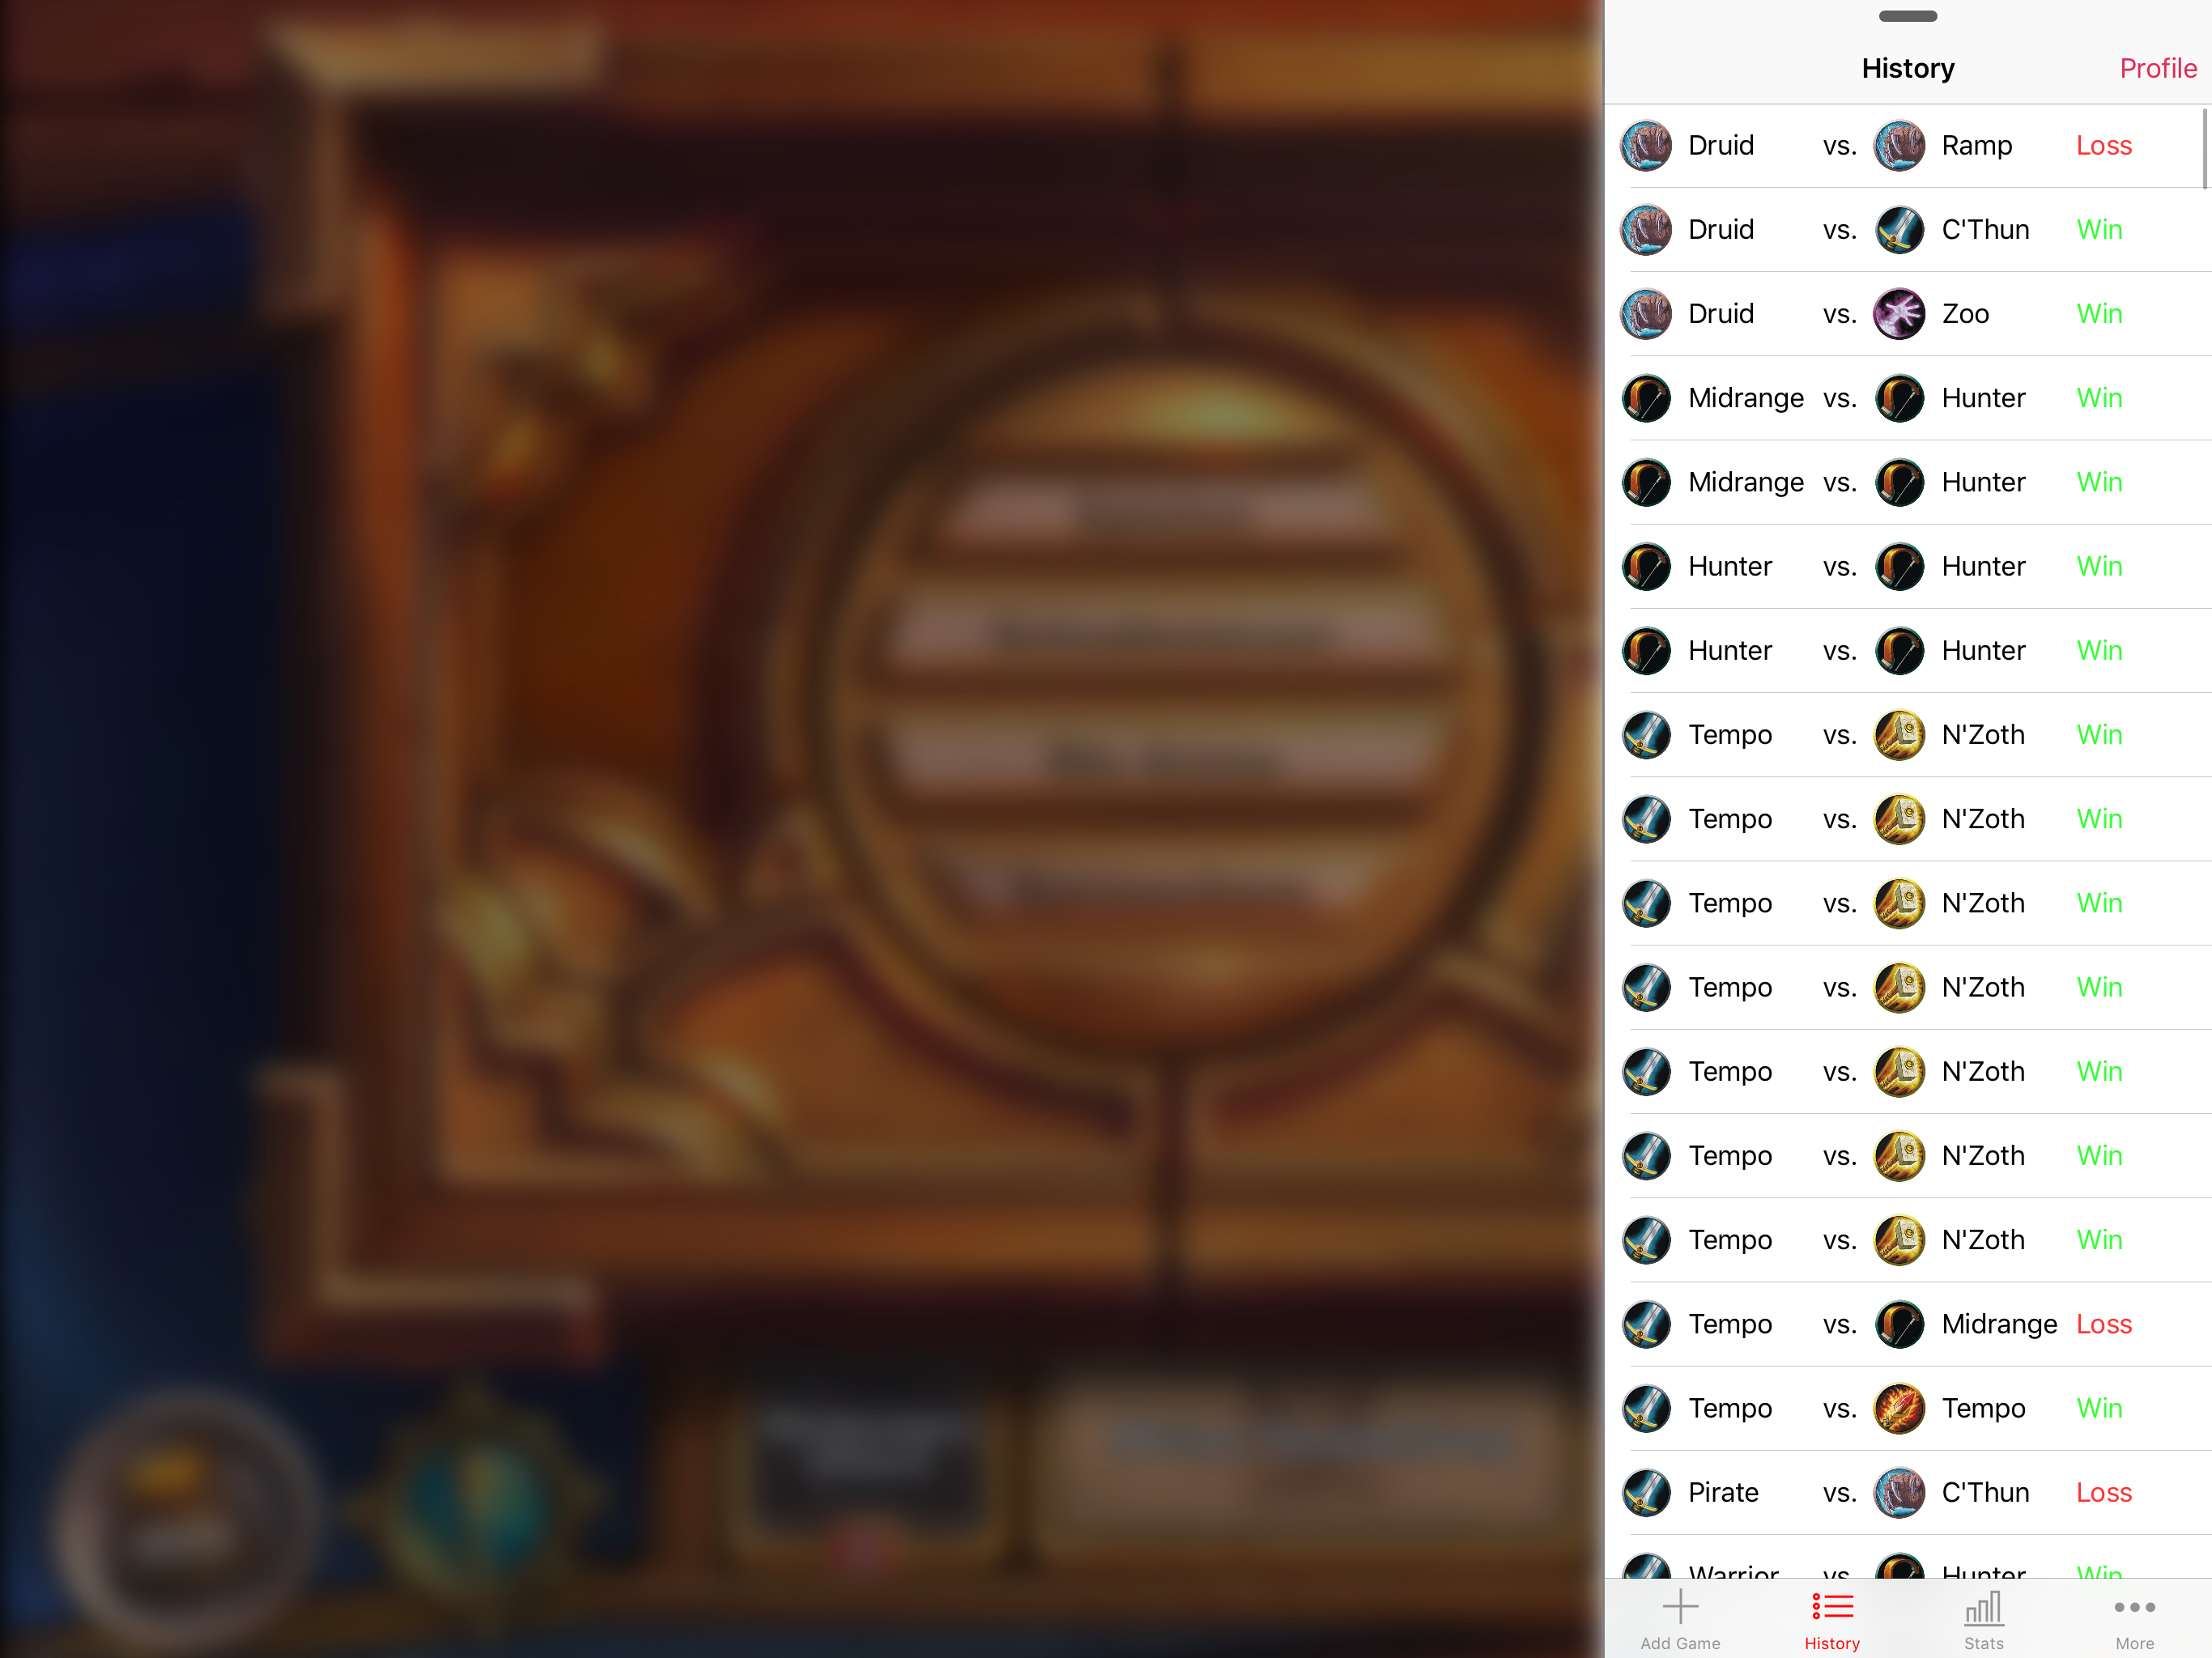 History Profile
Druid vs. Ramp Loss
Druid vs. C'Thun Win
Druid vs. Zoo Win
Midrange vs. Hunter Win
Midrange vs. Hunter Win
Hunter vs. Hunter Win
Hunter vs. Hunter Win
Tempo vs. N'Zoth Win
Tempo vs. N'Zoth Win
Tempo vs. N'Zoth Win
Tempo vs. N'Zoth Win
Tempo vs. N'Zoth Win
Tempo vs. N'Zoth Win
Tempo vs. N'Zoth Win
Tempo vs. Midrange Loss
Tempo vs. Tempo Win
Pirate vs. C'Thun Loss
Warrior vs. Hunter Win
Add Game History Stats More